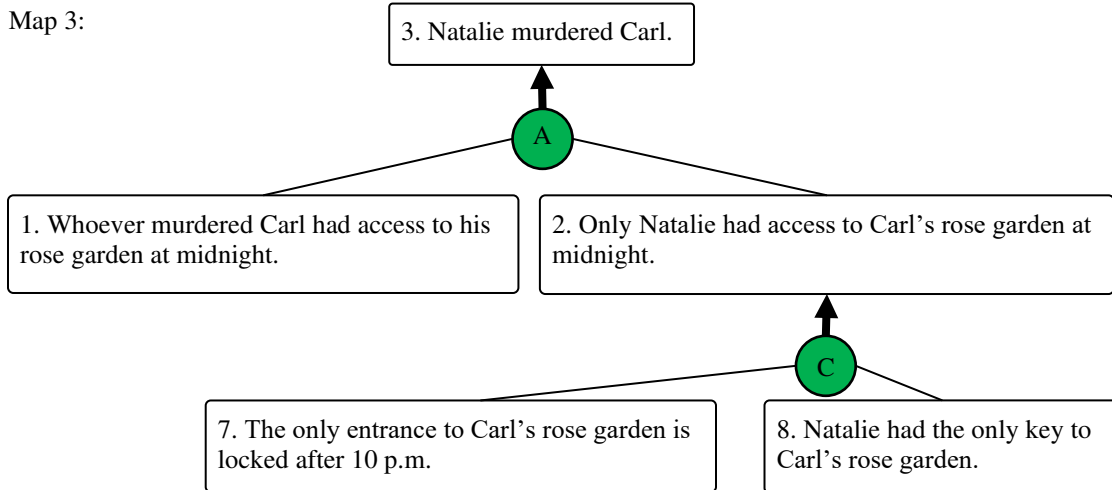 Map 3:
3. Natalie murdered Carl.
A
1. Whoever murdered Carl had access to his
rose garden at midnight.
2. Only Natalie had access to Carl’s rose garden at
midnight.
C
7. The only entrance to Carl’s rose garden is
locked after 10 p.m.
8. Natalie had the only key to
Carl’s rose garden.